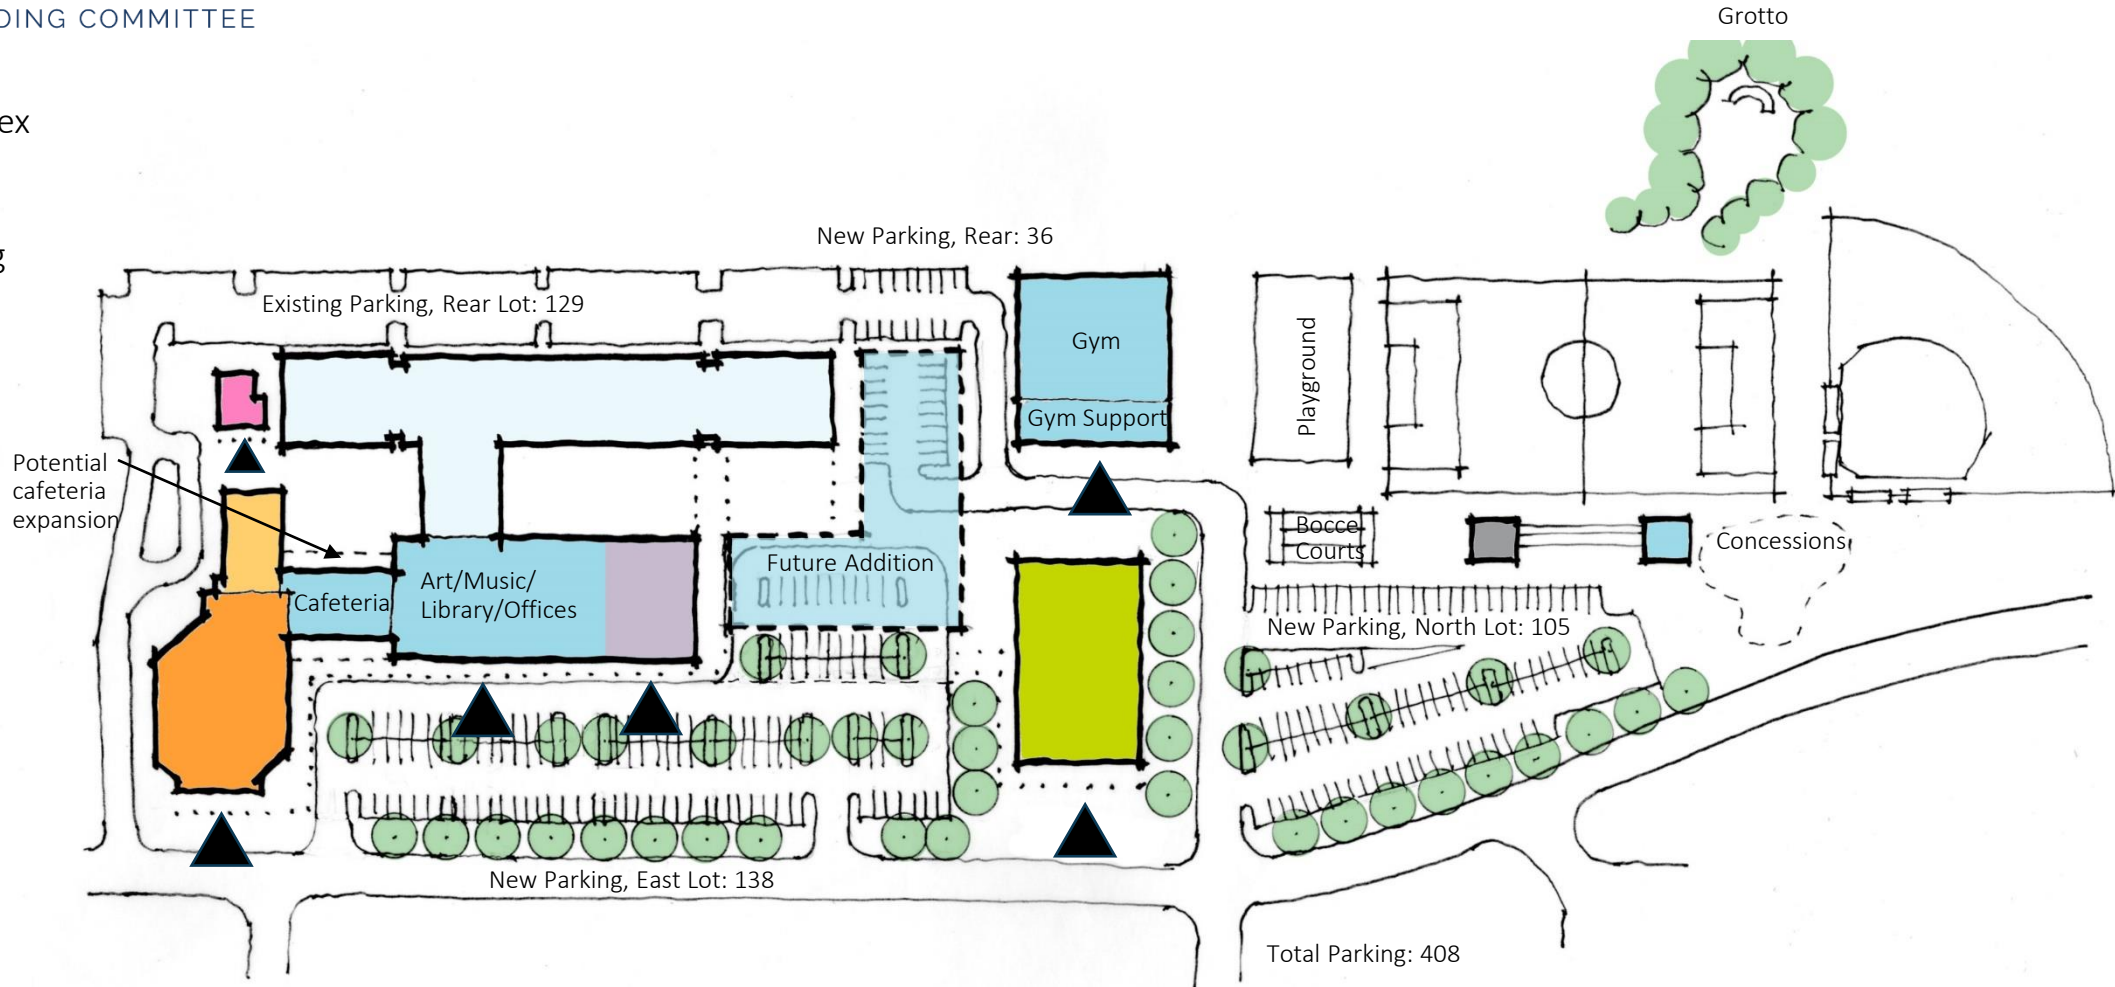 DING COMMITTEE
Grotto
ex
g
New Parking, Rear: 36
Existing Parking, Rear Lot: 129
Gym
Gym Support
Playground
Potential
cafeteria
expansion
Bocce
Courts
Concessions
Future Addition
Art/Music/
Library/Offices
Cafeteria
New Parking, North Lot: 105
New Parking, East Lot: 138
Total Parking: 408